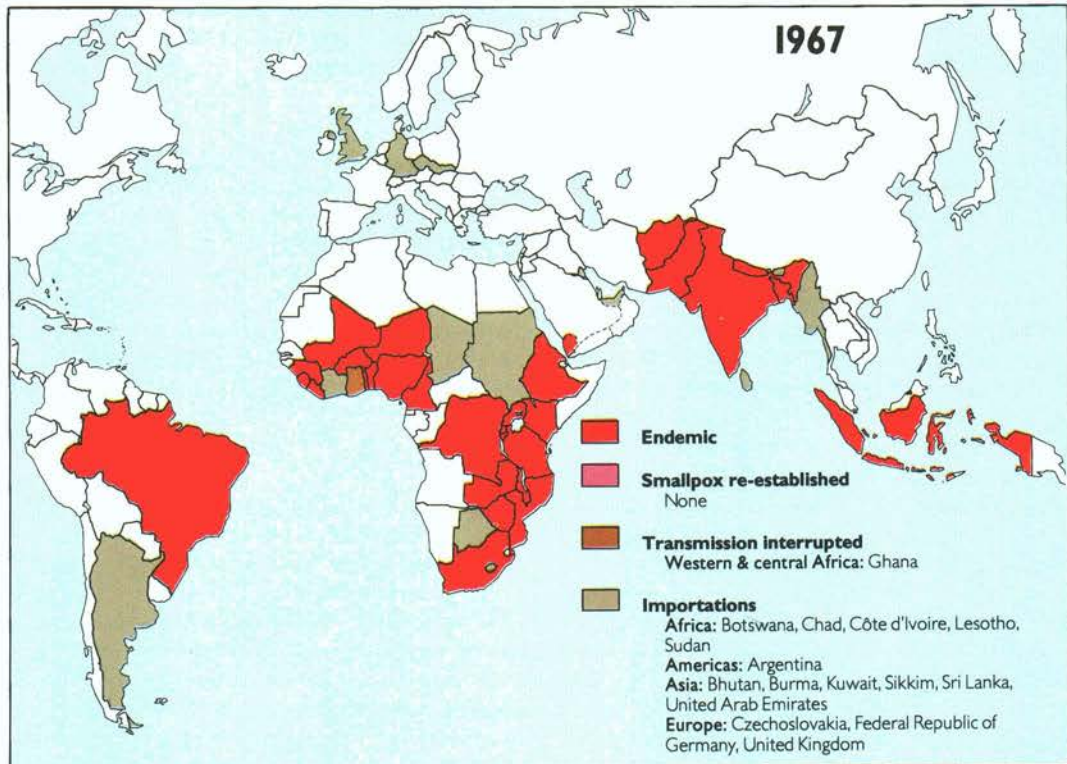 1967
Endemic
Smallpox re-established
None
Transmission interrupted
Western & central Africa: Ghana
Importations
Africa: Botswana, Chad, Côte d'Ivoire, Lesotho,
Sudan
Americas: Argentina
Asia: Bhutan, Burma, Kuwait, Sikkim, Sri Lanka,
United Arab Emirates
Europe: Czechoslovakia, Federal Republic of
Germany, United Kingdom